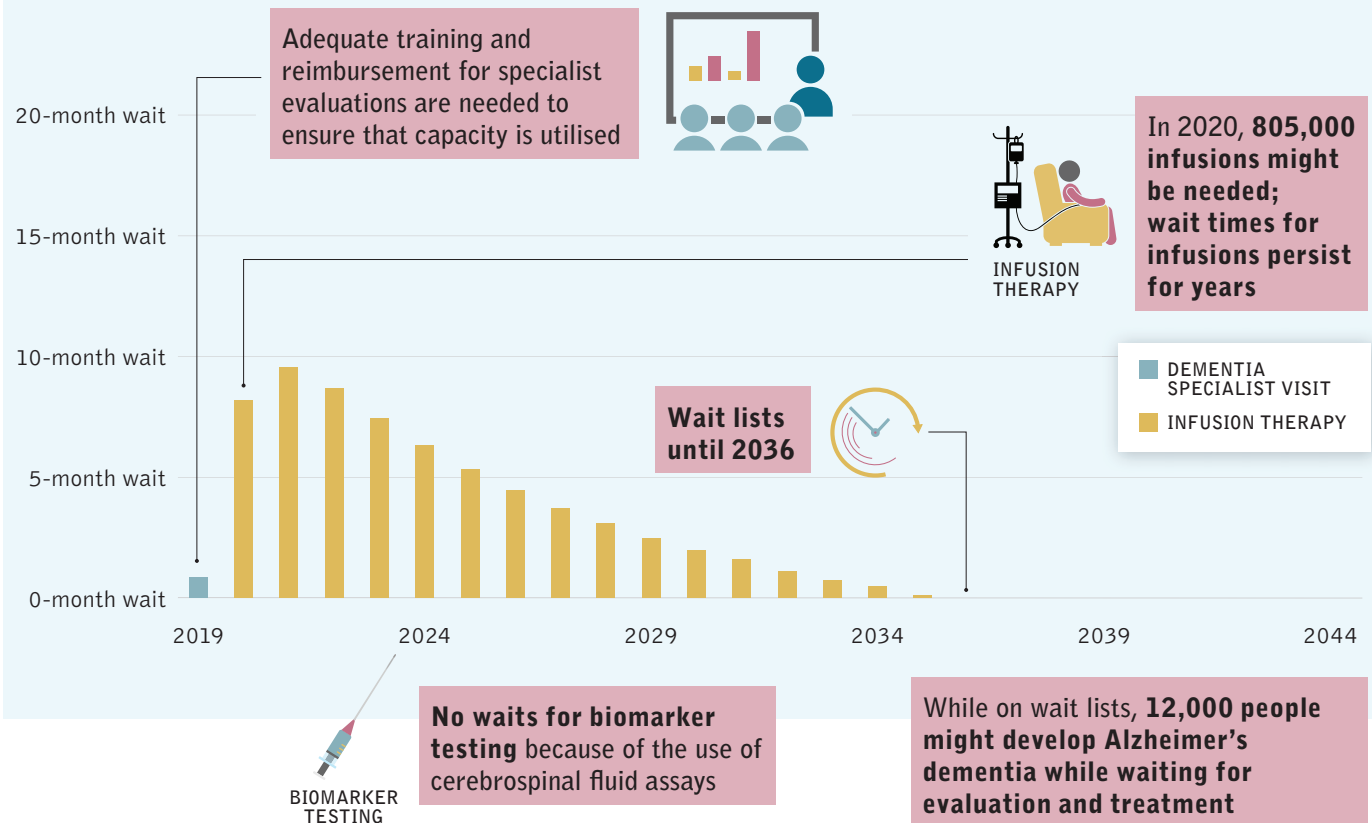 Adequate training and
reimbursement for specialist
evaluations are needed to
ensure that capacity is utilised
20-month wait
15-month wait
10-month wait
5-month wait
0-month wait
INFUSION
THERAPY
In 2020, 805,000
infusions might
be needed;
wait times for
infusions persist
for years
DEMENTIA
SPECIALIST VISIT
INFUSION THERAPY
Wait lists
until 2036
2019
2024
2029
2034
2039
2044
BIOMARKER
TESTING
No waits for biomarker
testing because of the use of
cerebrospinal fluid assays
While on wait lists, 12,000 people
might develop Alzheimer’s
dementia while waiting for
evaluation and treatment